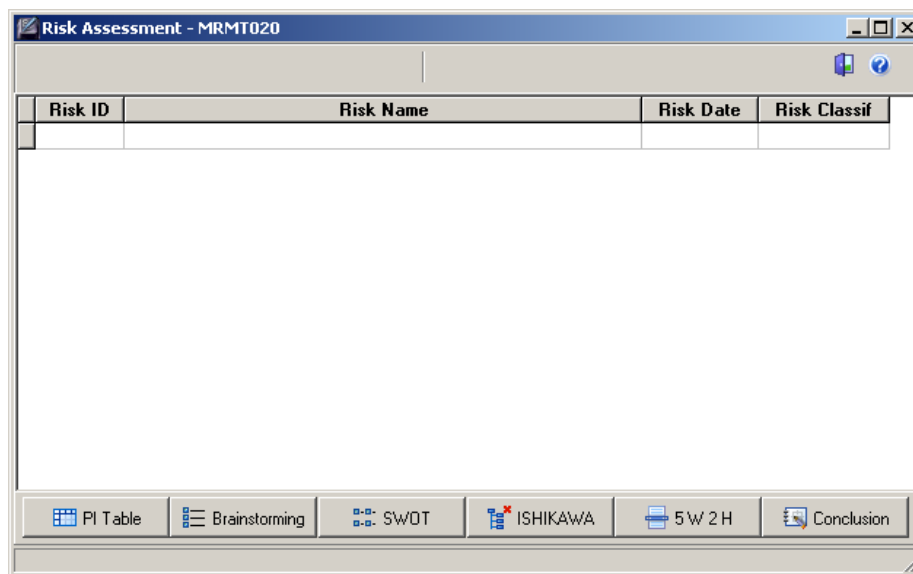 Risk Assessment - MRMT020
Risk ID Risk Name Risk Date Risk Classif
PI Table Brainstorming SWOT ISHIKAWA 5 W 2 H Conclusion